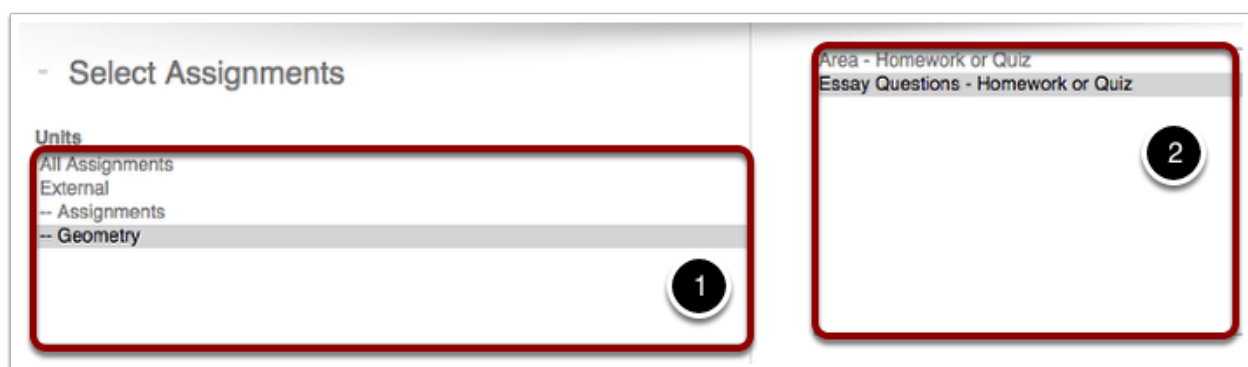 - Select Assignments
Units
All Assignments
External
-- Assignments
-- Geometry
1
Area - Homework or Quiz
Essay Questions - Homework or Quiz
2